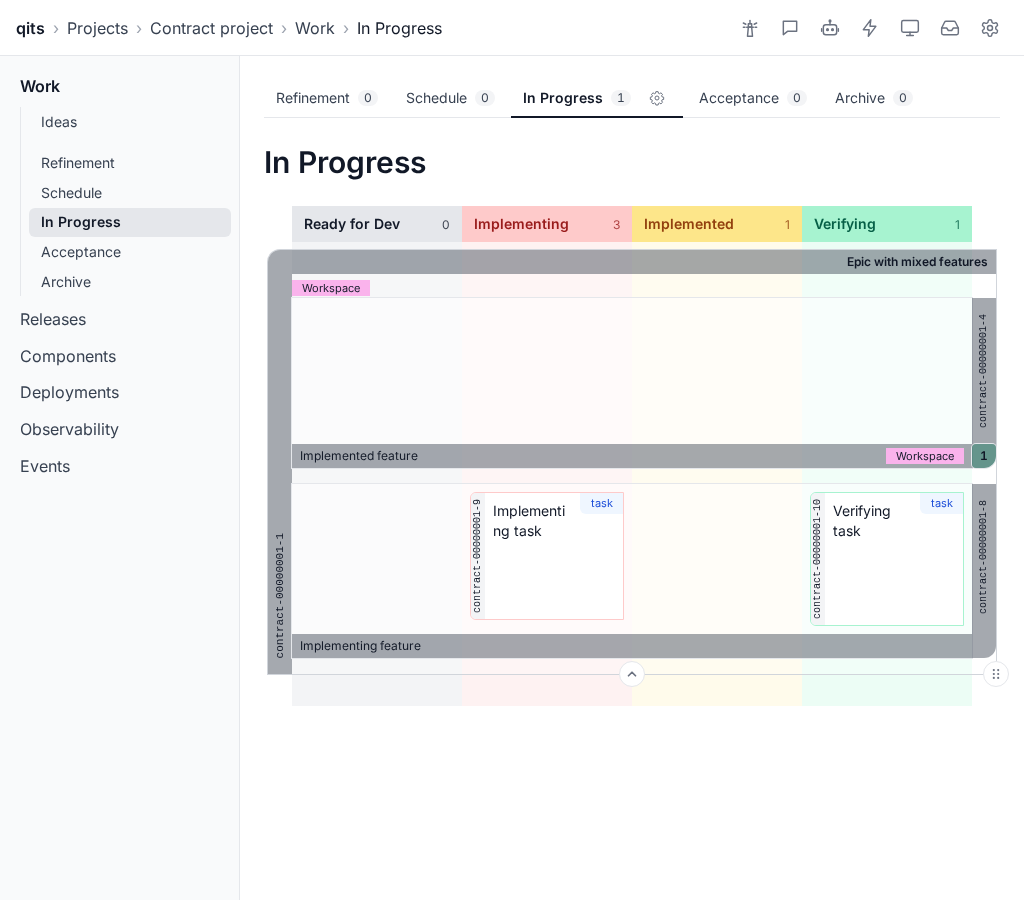 qits › Projects › Contract project › Work › In Progress
Work
Ideas
Refinement
Schedule
In Progress
Acceptance
Archive
Releases
Components
Deployments
Observability
Events
Refinement 0 Schedule 0 In Progress 1 Acceptance 0 Archive 0
In Progress
Ready for Dev 0 Implementing 3 Implemented 1 Verifying 1
Epic with mixed features
Workspace
contract-00000001-4
Implemented feature Workspace 1
contract-00000001-1
contract-00000001-9
Implementi
ng task
task
contract-00000001-10
Verifying
task
task
contract-00000001-8
Implementing feature